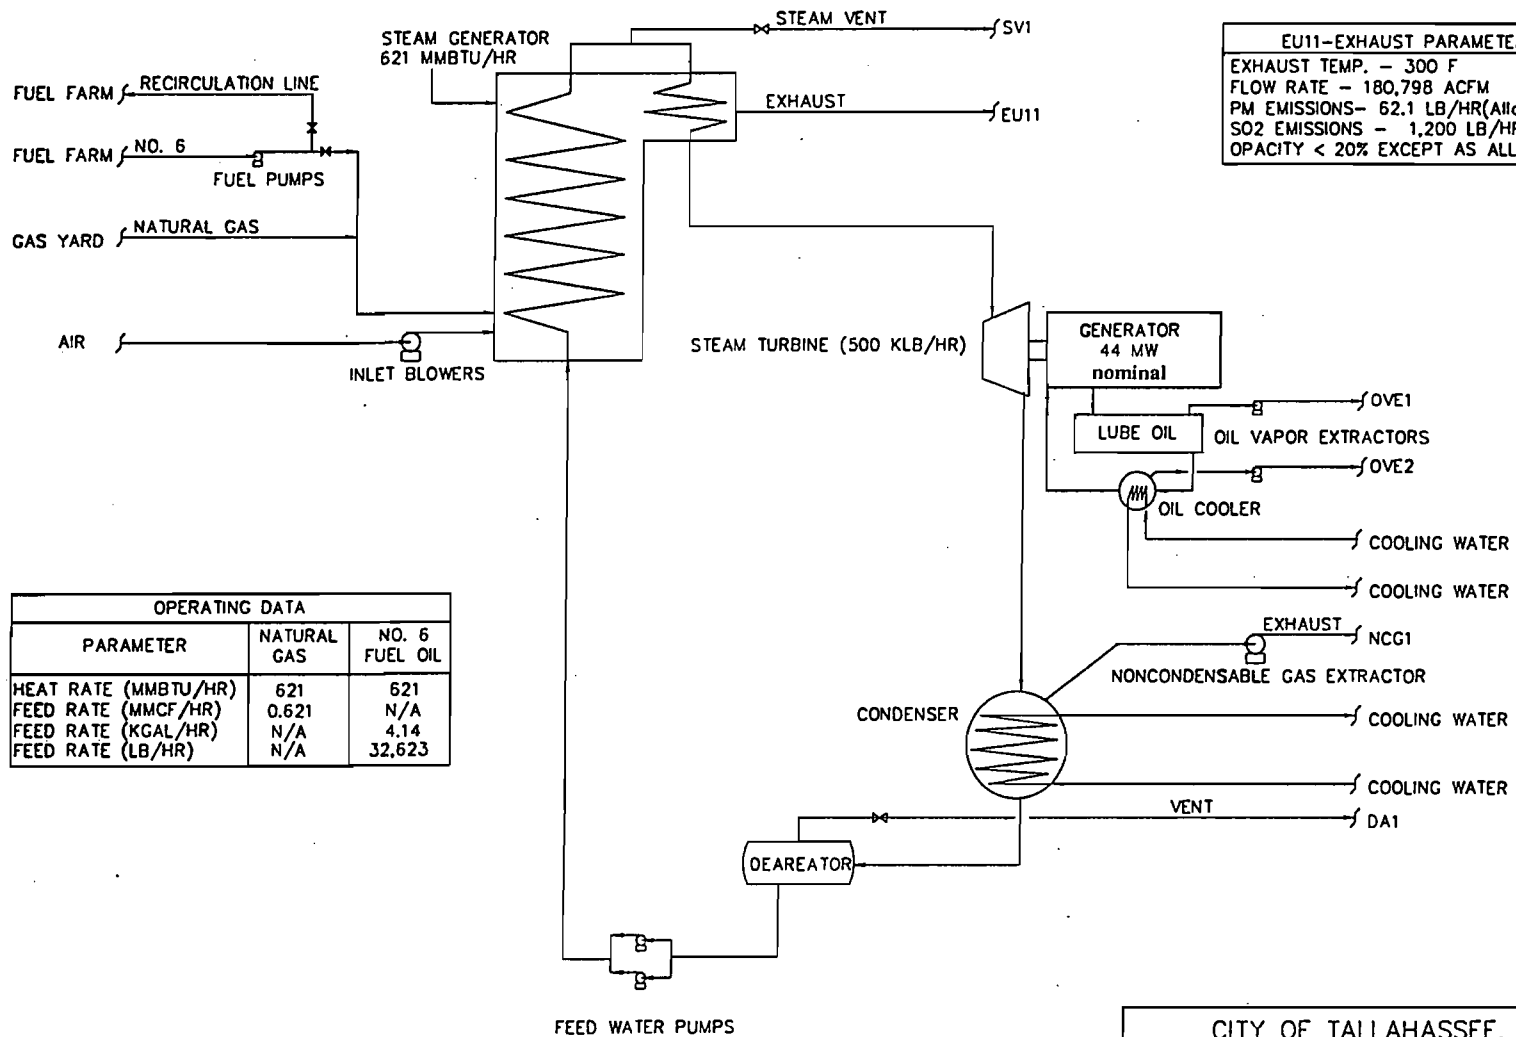 STEAM VENT
SV1
STEAM GENERATOR
621 MMBTU/HR
FUEL FARM
RECIRCULATION LINE
EXHAUST
EU11
FUEL FARM
NO. 6
FUEL PUMPS
GAS YARD
NATURAL GAS
AIR
INLET BLOWERS
EU11-EXHAUST
EXHAUST TEMP. - 300 F
FLOW RATE - 180,798 ACFM
PM EMISSIONS- 62.1 LB/HR
SO2 EMISSIONS - 1,200
OPACITY < 20% EXCEPT AS
STEAM TURBINE (500 KLB/HR)
GENERATOR
44 MW
nominal
OVE1
LUBE OIL
OIL VAPOR EXTRACTORS
OVE2
OIL COOLER
COOLING WATER
COOLING WATER
EXHAUST
NCG1
NONCONDENSABLE GAS EXTRACTOR
CONDENSER
COOLING WATER
COOLING WATER
VENT
DA1
DEAREATOR
FEED WATER PUMPS
OPERATING DATA
PARAMETER
NATURAL GAS
NO. 6 FUEL OIL
HEAT RATE (MMBTU/HR) 621 621
FEED RATE (MMCF/HR) 0.621 N/A
FEED RATE (KGAL/HR) N/A 4.14
FEED RATE (LB/HR) N/A 32,623
CITY OF TALLAHASSEE,